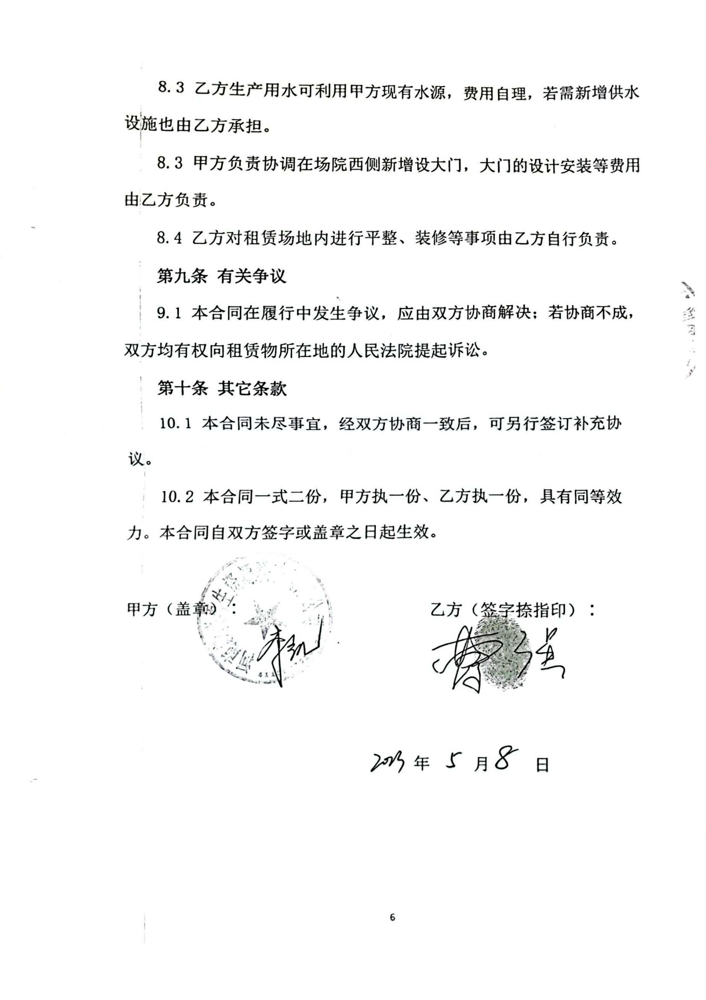 8.3 乙方生产用水可利用甲方现有水源，费用自理，若需新增供水
设施也由乙方承担。
8.3 甲方负责协调在场院西侧新增设大门，大门的设计安装等费用
由乙方负责。
8.4 乙方对租赁场地内进行平整、装修等事项由乙方自行负责。
第九条 有关争议
9.1 本合同在履行中发生争议，应由双方协商解决；若协商不成，
双方均有权向租赁物所在地的人民法院提起诉讼。
第十条 其它条款
10.1 本合同未尽事宜，经双方协商一致后，可另行签订补充协
议。
10.2 本合同一式二份，甲方执一份、乙方执一份，具有同等效
力。本合同自双方签字或盖章之日起生效。
甲方（盖章）： 乙方（签字捺指印）：
2023年 5 月 8 日
6